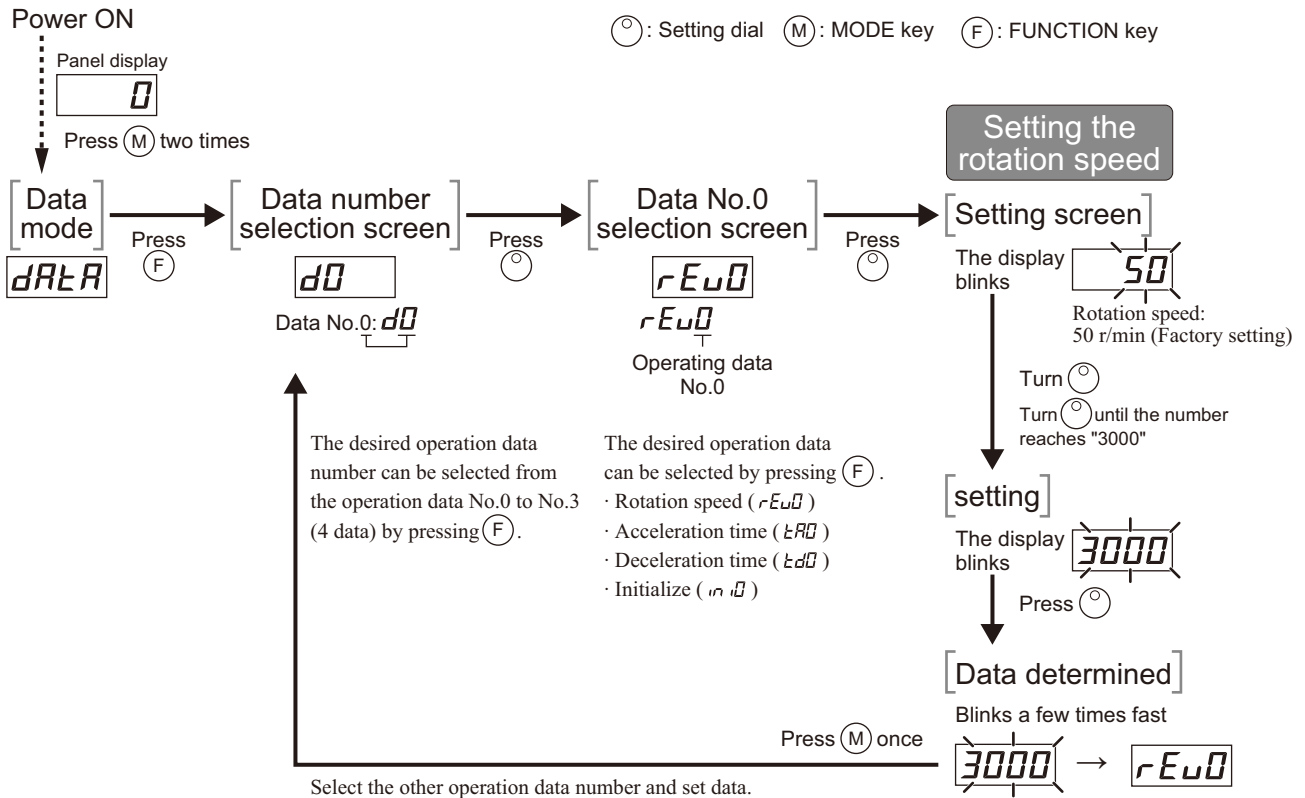 Power ON
Ⓜ: MODE key
Ⓕ: FUNCTION key
: Setting dial
Panel display
0
Press Ⓜ two times
Setting the
rotation speed
[Data
mode]
dAtA
Press
Ⓕ
[Data number
selection screen]
d0
Data No.0: d0
Press
[Data No.0
selection screen]
rEv0
rEv0
Operating data
No.0
Press
[Setting screen]
The display
blinks
50
Rotation speed:
50 r/min (Factory setting)
Turn
Turn until the number
reaches "3000"
The desired operation data
number can be selected from
the operation data No.0 to No.3
(4 data) by pressing Ⓕ.
The desired operation data
can be selected by pressing Ⓕ.
· Rotation speed ( rEv0 )
· Acceleration time ( tA0 )
· Deceleration time ( td0 )
· Initialize ( ini0 )
[setting]
The display
blinks
3000
Press
[Data determined]
Blinks a few times fast
3000 → rEv0
Press Ⓜ once
Select the other operation data number and set data.